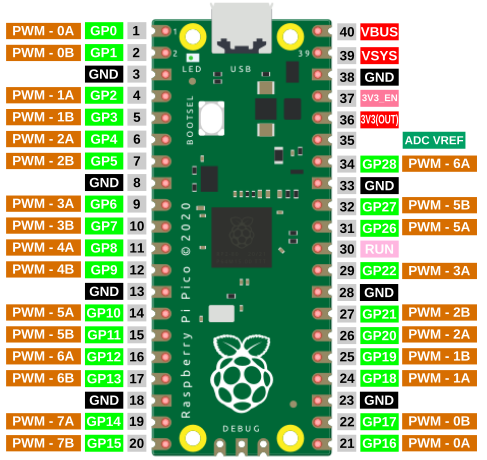 PWM - 0A GP0 1 1 40 VBUS
PWM - 0B GP1 2 2 39 39 VSYS
LED USB
GND 3 38 GND
PWM - 1A GP2 4 37 3V3_EN
PWM - 1B GP3 5 36 3V3(OUT)
BOOTSEL
PWM - 2A GP4 6 35 ADC VREF
PWM - 2B GP5 7 34 GP28 PWM - 6A
GND 8 33 GND
PWM - 3A GP6 9 32 GP27 PWM - 5B
PWM - 3B GP7 10 31 GP26 PWM - 5A
PWM - 4A GP8 11 30 RUN
PWM - 4B GP9 12 29 GP22 PWM - 3A
GND 13 28 GND
PWM - 5A GP10 14 27 GP21 PWM - 2B
PWM - 5B GP11 15 26 GP20 PWM - 2A
PWM - 6A GP12 16 25 GP19 PWM - 1B
PWM - 6B GP13 17 24 GP18 PWM - 1A
GND 18 23 GND
PWM - 7A GP14 19 22 GP17 PWM - 0B
PWM - 7B GP15 20 21 GP16 PWM - 0A
Raspberry Pi Pico © 2020
DEBUG